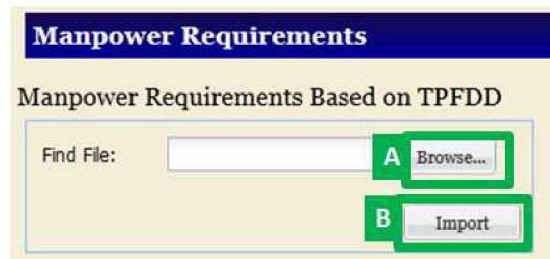 Manpower Requirements
Manpower Requirements Based on TPFDD
Find File: A Browse...
B Import